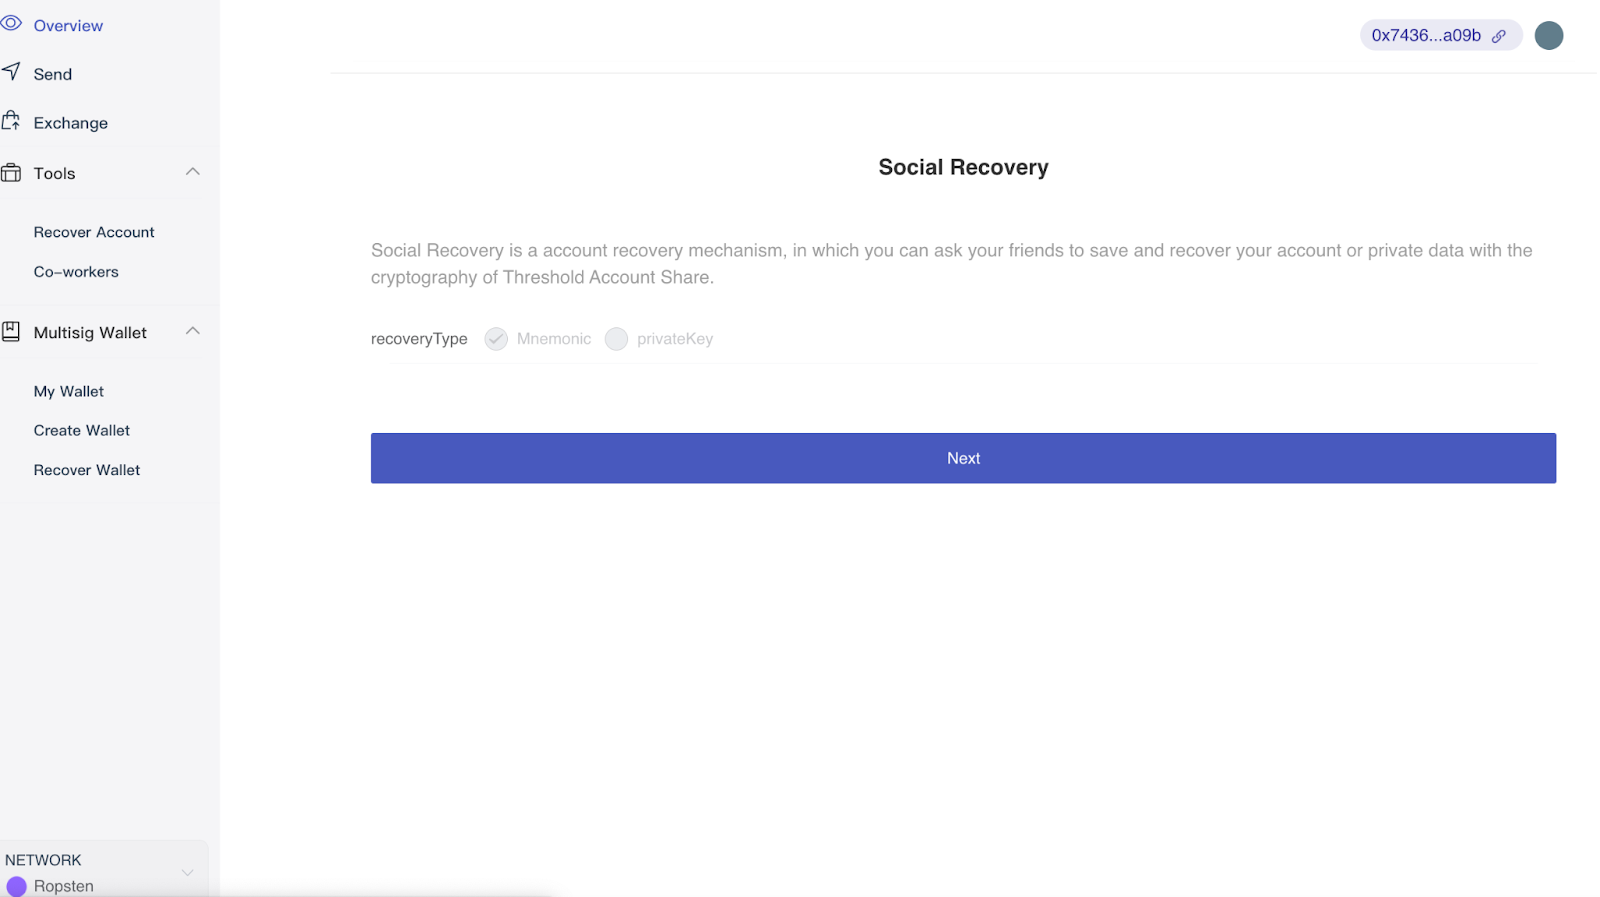 Overview
Send
Exchange
Tools
Recover Account
Co-workers
Multisig Wallet
My Wallet
Create Wallet
Recover Wallet
NETWORK
Ropsten
0x7436...a09b
Social Recovery
Social Recovery is a account recovery mechanism, in which you can ask your friends to save and recover your account or private data with the
cryptography of Threshold Account Share.
recoveryType Mnemonic privateKey
Next